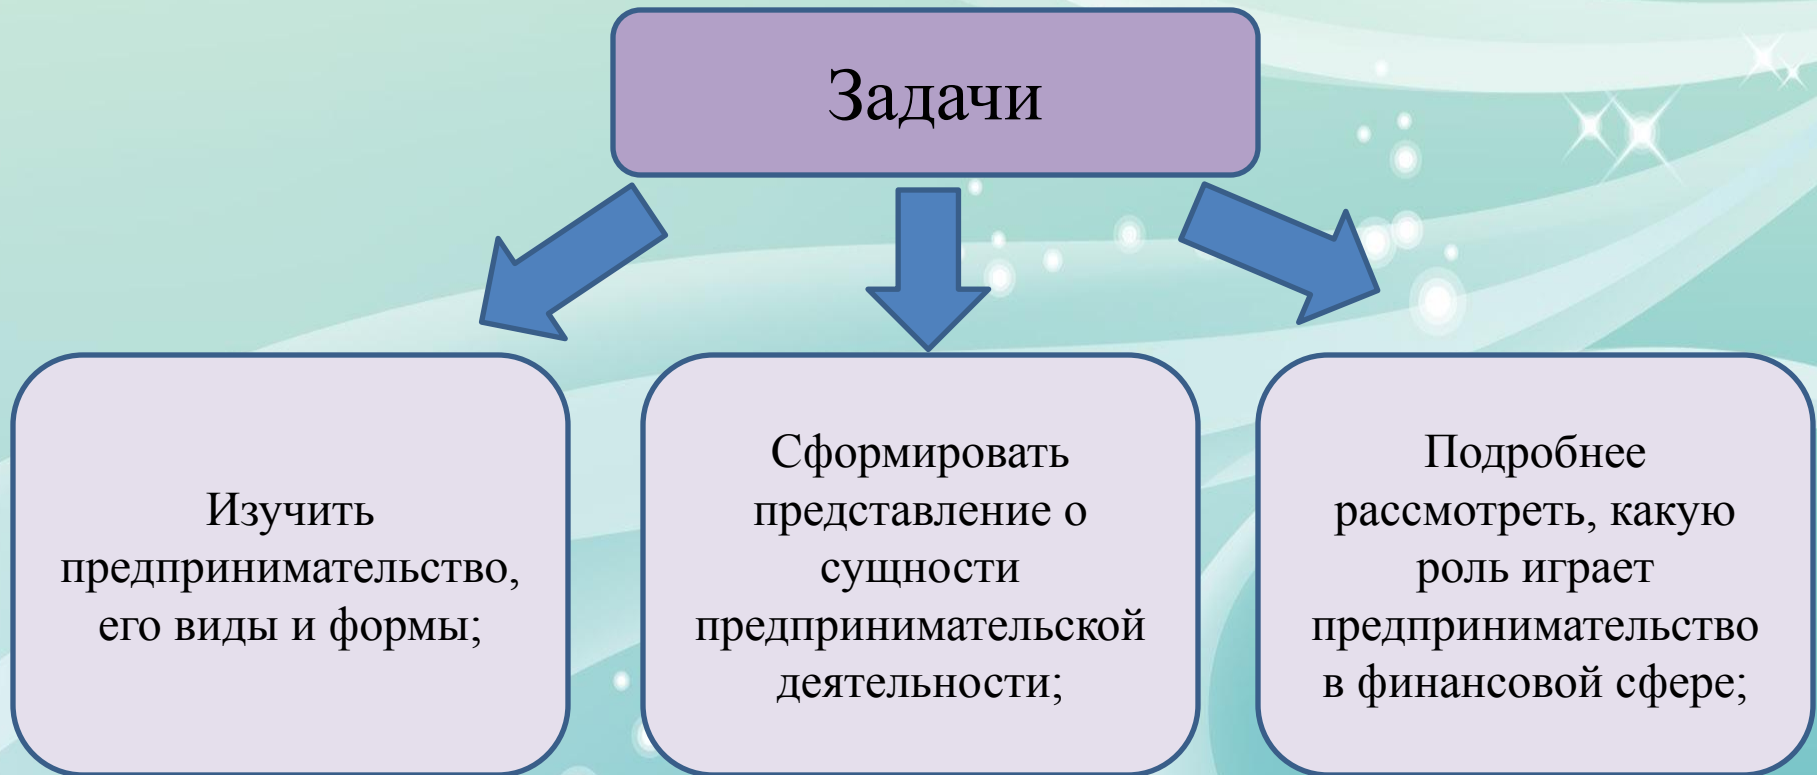 Задачи
Изучить
предпринимательство,
его виды и формы;
Сформировать
представление о
сущности
предпринимательской
деятельности;
Подробнее
рассмотреть, какую
роль играет
предпринимательство
в финансовой сфере;